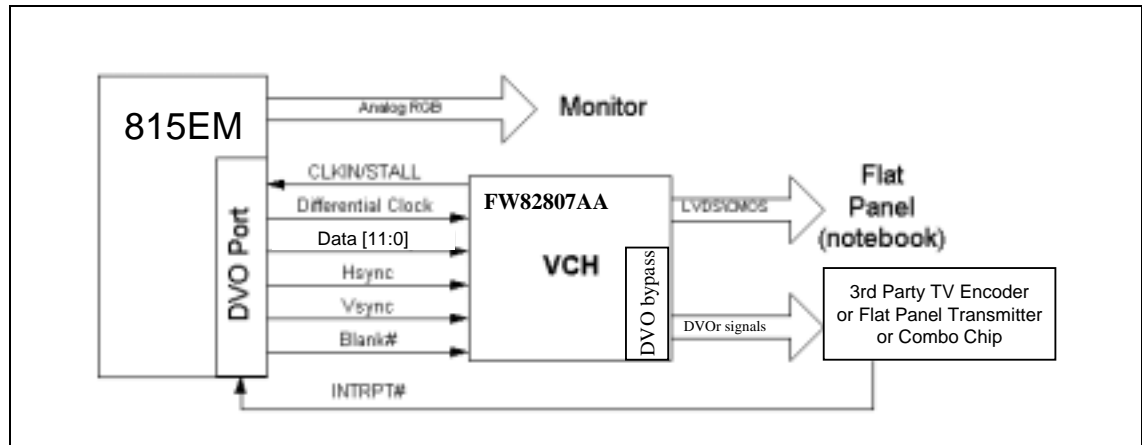 815EM
Analog RGB
Monitor
DVO Port
CLKIN/STALL
Differential Clock
Data [11:0]
Hsync
Vsync
Blank#
INTRPT#
FW82807AA
VCH
DVO bypass
LVDS\CMOS
Flat
Panel
(notebook)
DVOr signals
3rd Party TV Encoder
or Flat Panel Transmitter
or Combo Chip